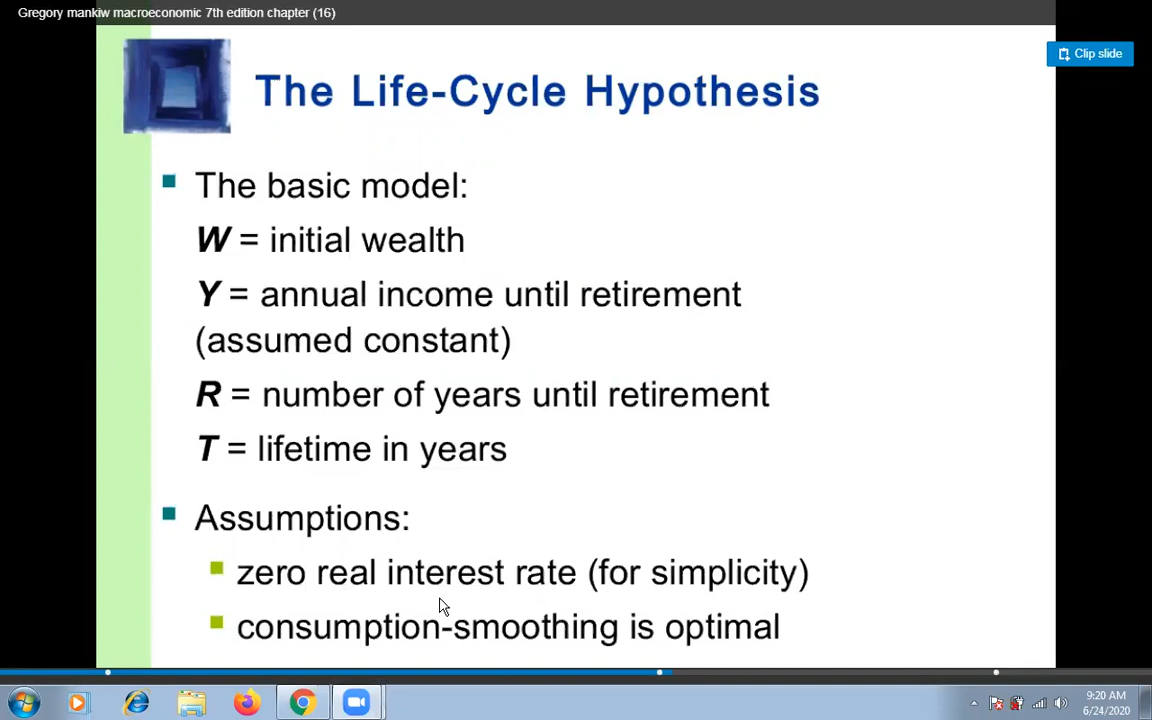 Gregory mankiw macroeconomic 7th edition chapter (16)
Clip slide
The Life-Cycle Hypothesis
The basic model:
W = initial wealth
Y = annual income until retirement
(assumed constant)
R = number of years until retirement
T = lifetime in years
Assumptions:
zero real interest rate (for simplicity)
consumption-smoothing is optimal
9:20 AM
6/24/2020